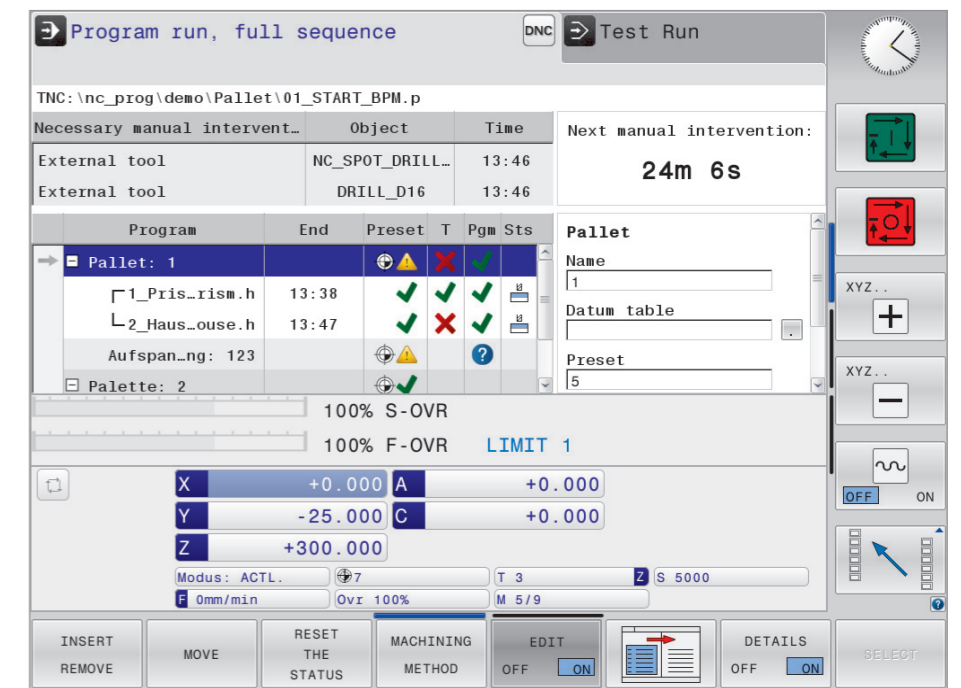 Program run, full sequence DNC Test Run
TNC:\nc_prog\demo\Pallet\01_START_BPM.p
Necessary manual intervent… Object Time
External tool NC_SPOT_DRILL… 13:46
External tool DRILL_D16 13:46
Next manual intervention:
24m 6s
Program End Preset T Pgm Sts
Pallet: 1
1_Pris…rism.h 13:38
2_Haus…ouse.h 13:47
Aufspan…ng: 123 ?
Palette: 2
Pallet
Name
1
Datum table
.
Preset
5
100% S-OVR
100% F-OVR LIMIT 1
X +0.000 A +0.000
Y -25.000 C +0.000
Z +300.000
Modus: ACTL. 7 T 3 Z S 5000
F 0mm/min Ovr 100% M 5/9
XYZ..
+
XYZ..
−
OFF ON
?
INSERT
REMOVE
MOVE
RESET
THE
STATUS
MACHINING
METHOD
EDIT
OFF ON
DETAILS
OFF ON
SELECT